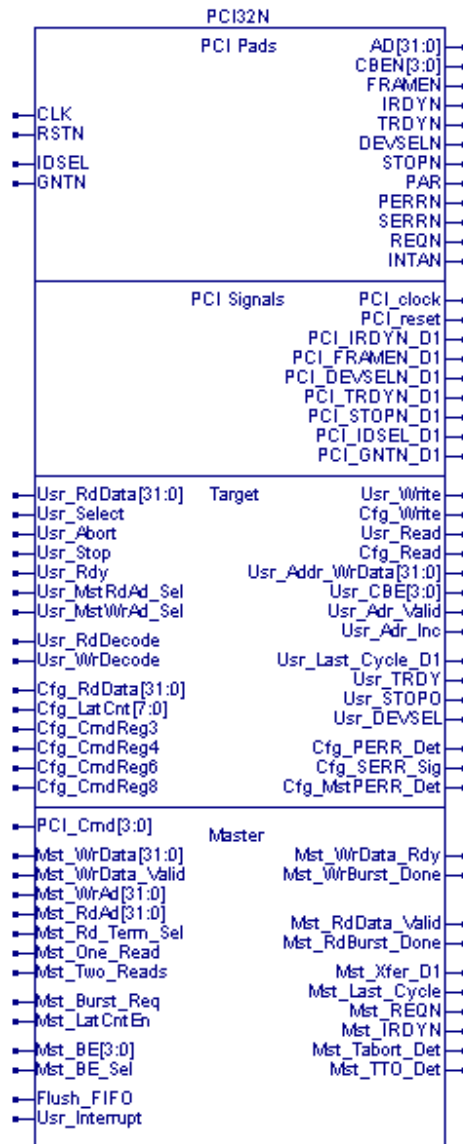 PCI32N
PCI Pads
AD[31:0]
CBEN[3:0]
FRAMEN
IRDYN
CLK
TRDYN
RSTN
DEVSELN
IDSEL
STOPN
GNTN
PAR
PERRN
SERRN
REQN
INTAN
PCI Signals
PCI_clock
PCI_reset
PCI_IRDYN_D1
PCI_FRAMEN_D1
PCI_DEVSELN_D1
PCI_TRDYN_D1
PCI_STOPN_D1
PCI_IDSEL_D1
PCI_GNTN_D1
Usr_RdData[31:0]
Target
Usr_Write
Usr_Select
Cfg_Write
Usr_Abort
Usr_Read
Usr_Stop
Cfg_Read
Usr_Rdy
Usr_Addr_WrData[31:0]
Usr_MstRdAd_Sel
Usr_CBE[3:0]
Usr_MstWrAd_Sel
Usr_Adr_Valid
Usr_Adr_Inc
Usr_RdDecode
Usr_WrDecode
Usr_Last_Cycle_D1
Usr_TRDY
Cfg_RdData[31:0]
Usr_STOPO
Cfg_LatCnt[7:0]
Usr_DEVSEL
Cfg_CmdReg3
Cfg_CmdReg4
Cfg_PERR_Det
Cfg_CmdReg6
Cfg_SERR_Sig
Cfg_CmdReg8
Cfg_MstPERR_Det
PCI_Cmd[3:0]
Master
Mst_WrData[31:0]
Mst_WrData_Rdy
Mst_WrData_Valid
Mst_WrBurst_Done
Mst_WrAd[31:0]
Mst_RdAd[31:0]
Mst_RdData_Valid
Mst_Rd_Term_Sel
Mst_RdBurst_Done
Mst_One_Read
Mst_Two_Reads
Mst_Xfer_D1
Mst_Last_Cycle
Mst_Burst_Req
Mst_REQN
Mst_LatCntEn
Mst_IRDYN
Mst_BE[3:0]
Mst_Tabort_Det
Mst_BE_Sel
Mst_TTO_Det
Flush_FIFO
Usr_Interrupt